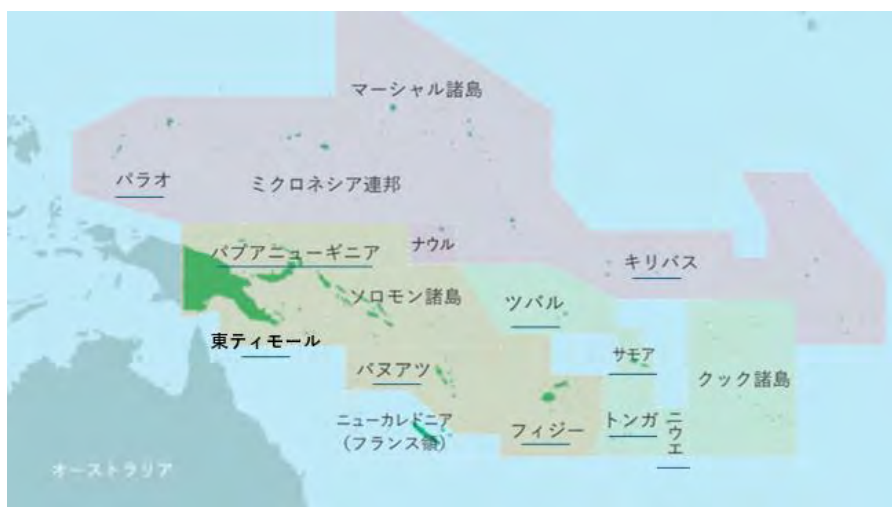 マーシャル諸島
パラオ
ミクロネシア連邦
ナウル
パプアニューギニア
キリバス
ソロモン諸島
ツバル
東ティモール
サモア
バヌアツ
クック諸島
ニューカレドニア
(フランス領)
フィジー
トンガ
ニウエ
オーストラリア